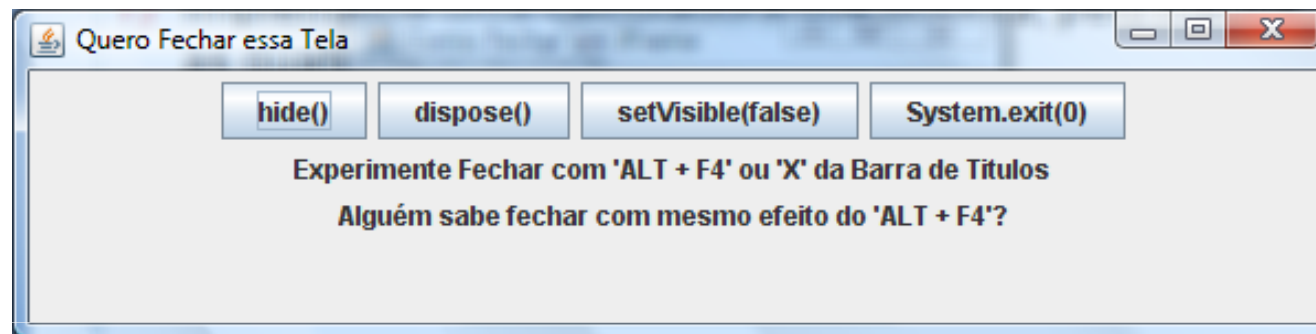 Quero Fechar essa Tela
hide() dispose() setVisible(false) System.exit(0)
Experimente Fechar com 'ALT + F4' ou 'X' da Barra de Titulos
Alguém sabe fechar com mesmo efeito do 'ALT + F4'?